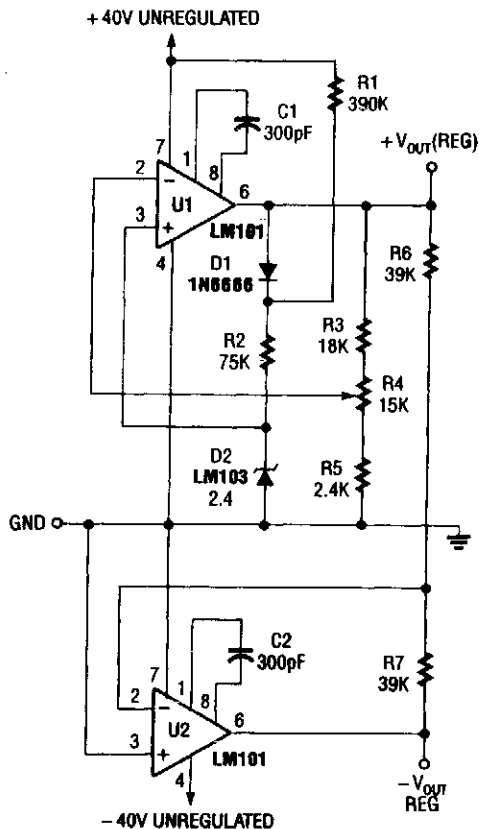 + 40V UNREGULATED
R1
390K
C1
300pF
+ VOUT(REG)
7
1
8
2
−
6
U1
3
+
LM101
4
R6
39K
D1
1N6666
R2
75K
R3
18K
R4
15K
D2
LM103
2.4
R5
2.4K
GND
C2
300pF
R7
39K
7
1
8
2
−
6
U2
3
+
LM101
4
− VOUT
REG
− 40V UNREGULATED